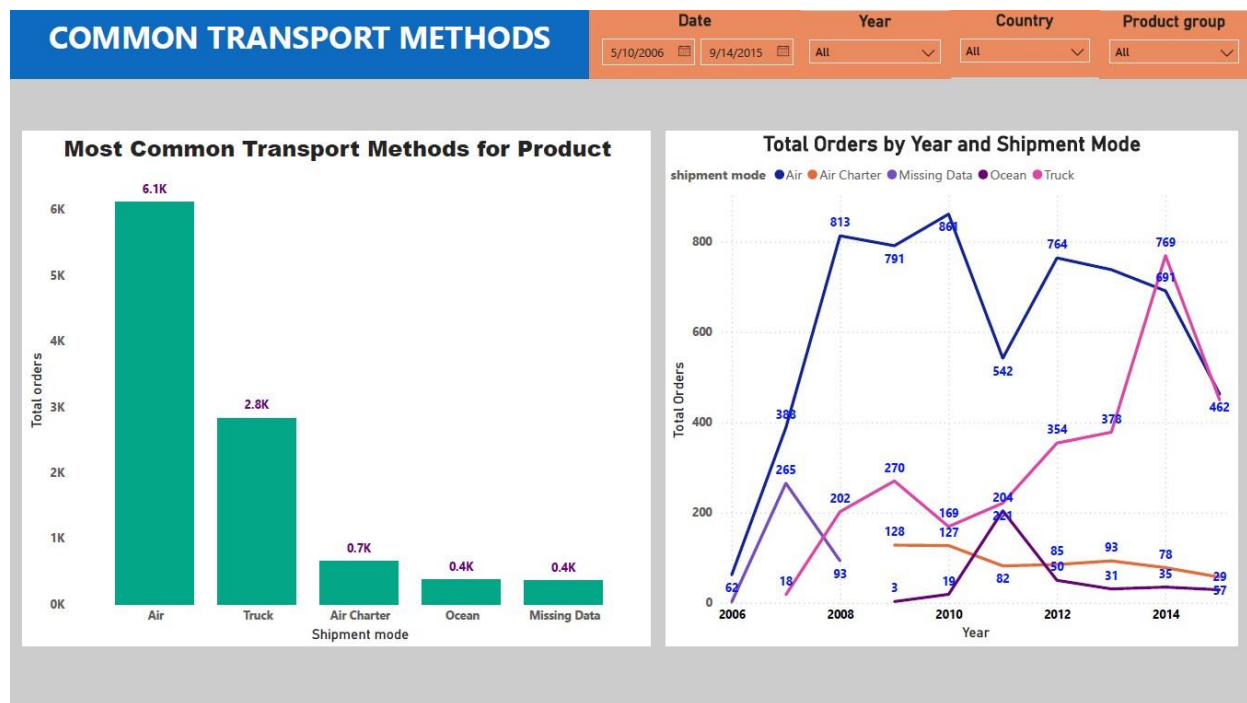 COMMON TRANSPORT METHODS
Date
Year
Country
Product group
5/10/2006
9/14/2015
All
All
All
Most Common Transport Methods for Product
Total orders
6K
5K
4K
3K
2K
1K
0K
6.1K
2.8K
0.7K
0.4K
0.4K
Air
Truck
Air Charter
Ocean
Missing Data
Shipment mode
Total Orders by Year and Shipment Mode
shipment mode Air Air Charter Missing Data Ocean Truck
Total Orders
800
600
400
200
0
813
791
861
764
769
691
542
388
462
354
378
265
270
202
169
204
221
128
127
85
93
78
18
93
3
19
82
50
31
35
29
57
62
2006
2008
2010
2012
2014
Year